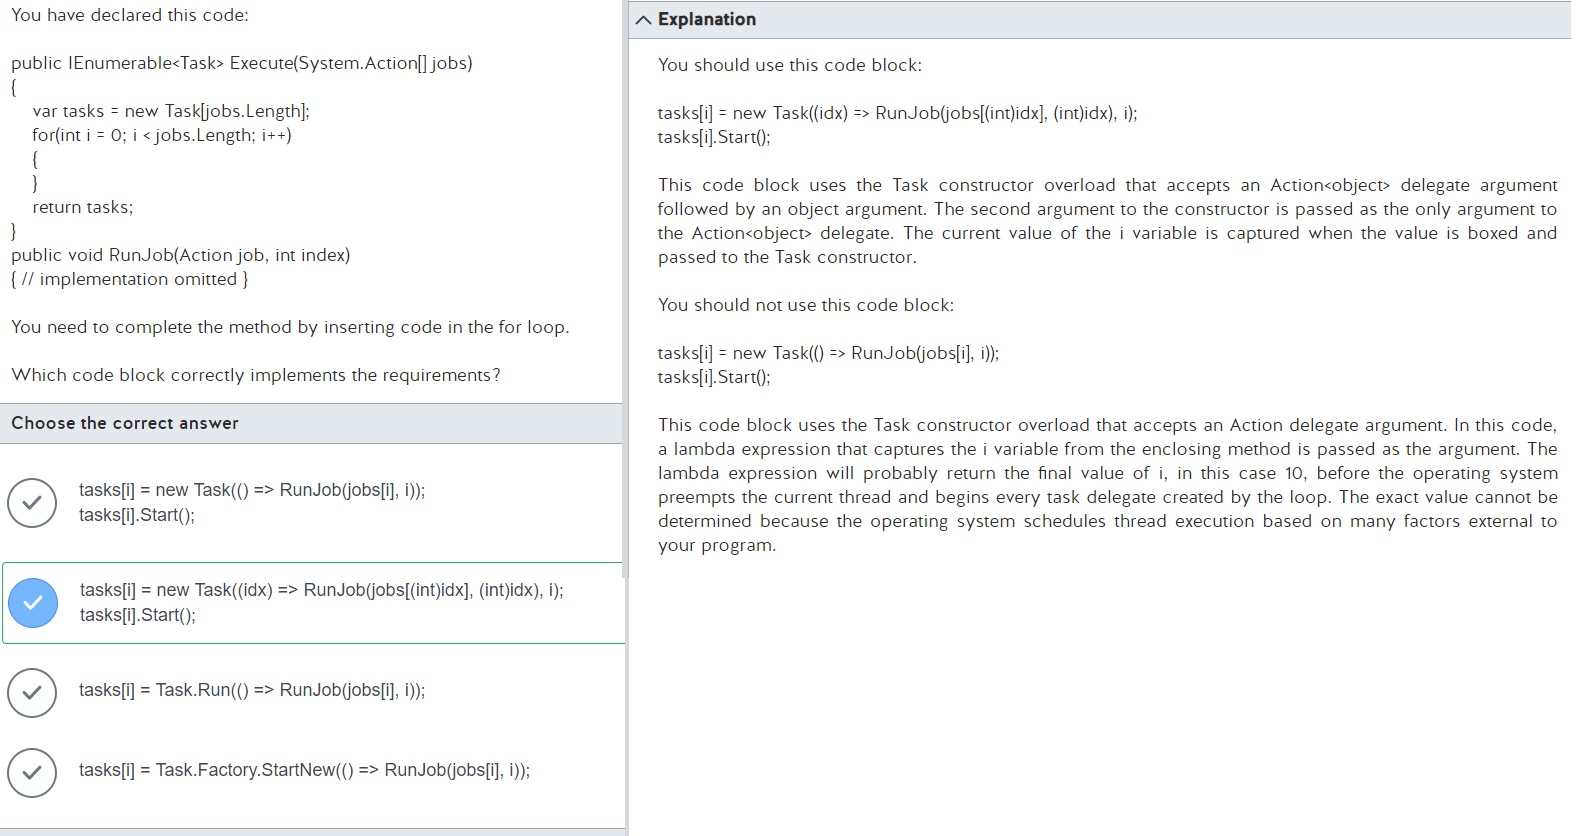 You have declared this code:
public IEnumerable<Task> Execute(System.Action[] jobs)
{
var tasks = new Task[jobs.Length];
for(int i = 0; i < jobs.Length; i++)
{
}
return tasks;
}
public void RunJob(Action job, int index)
{ // implementation omitted }
You need to complete the method by inserting code in the for loop.
Which code block correctly implements the requirements?
Choose the correct answer
tasks[i] = new Task(() => RunJob(jobs[i], i));
tasks[i].Start();
tasks[i] = new Task((idx) => RunJob(jobs[(int)idx], (int)idx), i);
tasks[i].Start();
tasks[i] = Task.Run(() => RunJob(jobs[i], i));
tasks[i] = Task.Factory.StartNew(() => RunJob(jobs[i], i));
Explanation
You should use this code block:
tasks[i] = new Task((idx) => RunJob(jobs[(int)idx], (int)idx), i);
tasks[i].Start();
This code block uses the Task constructor overload that accepts an Action<object> delegate argument
followed by an object argument. The second argument to the constructor is passed as the only argument to
the Action<object> delegate. The current value of the i variable is captured when the value is boxed and
passed to the Task constructor.
You should not use this code block:
tasks[i] = new Task(() => RunJob(jobs[i], i));
tasks[i].Start();
This code block uses the Task constructor overload that accepts an Action delegate argument. In this code,
a lambda expression that captures the i variable from the enclosing method is passed as the argument. The
lambda expression will probably return the final value of i, in this case 10, before the operating system
preempts the current thread and begins every task delegate created by the loop. The exact value cannot be
determined because the operating system schedules thread execution based on many factors external to
your program.